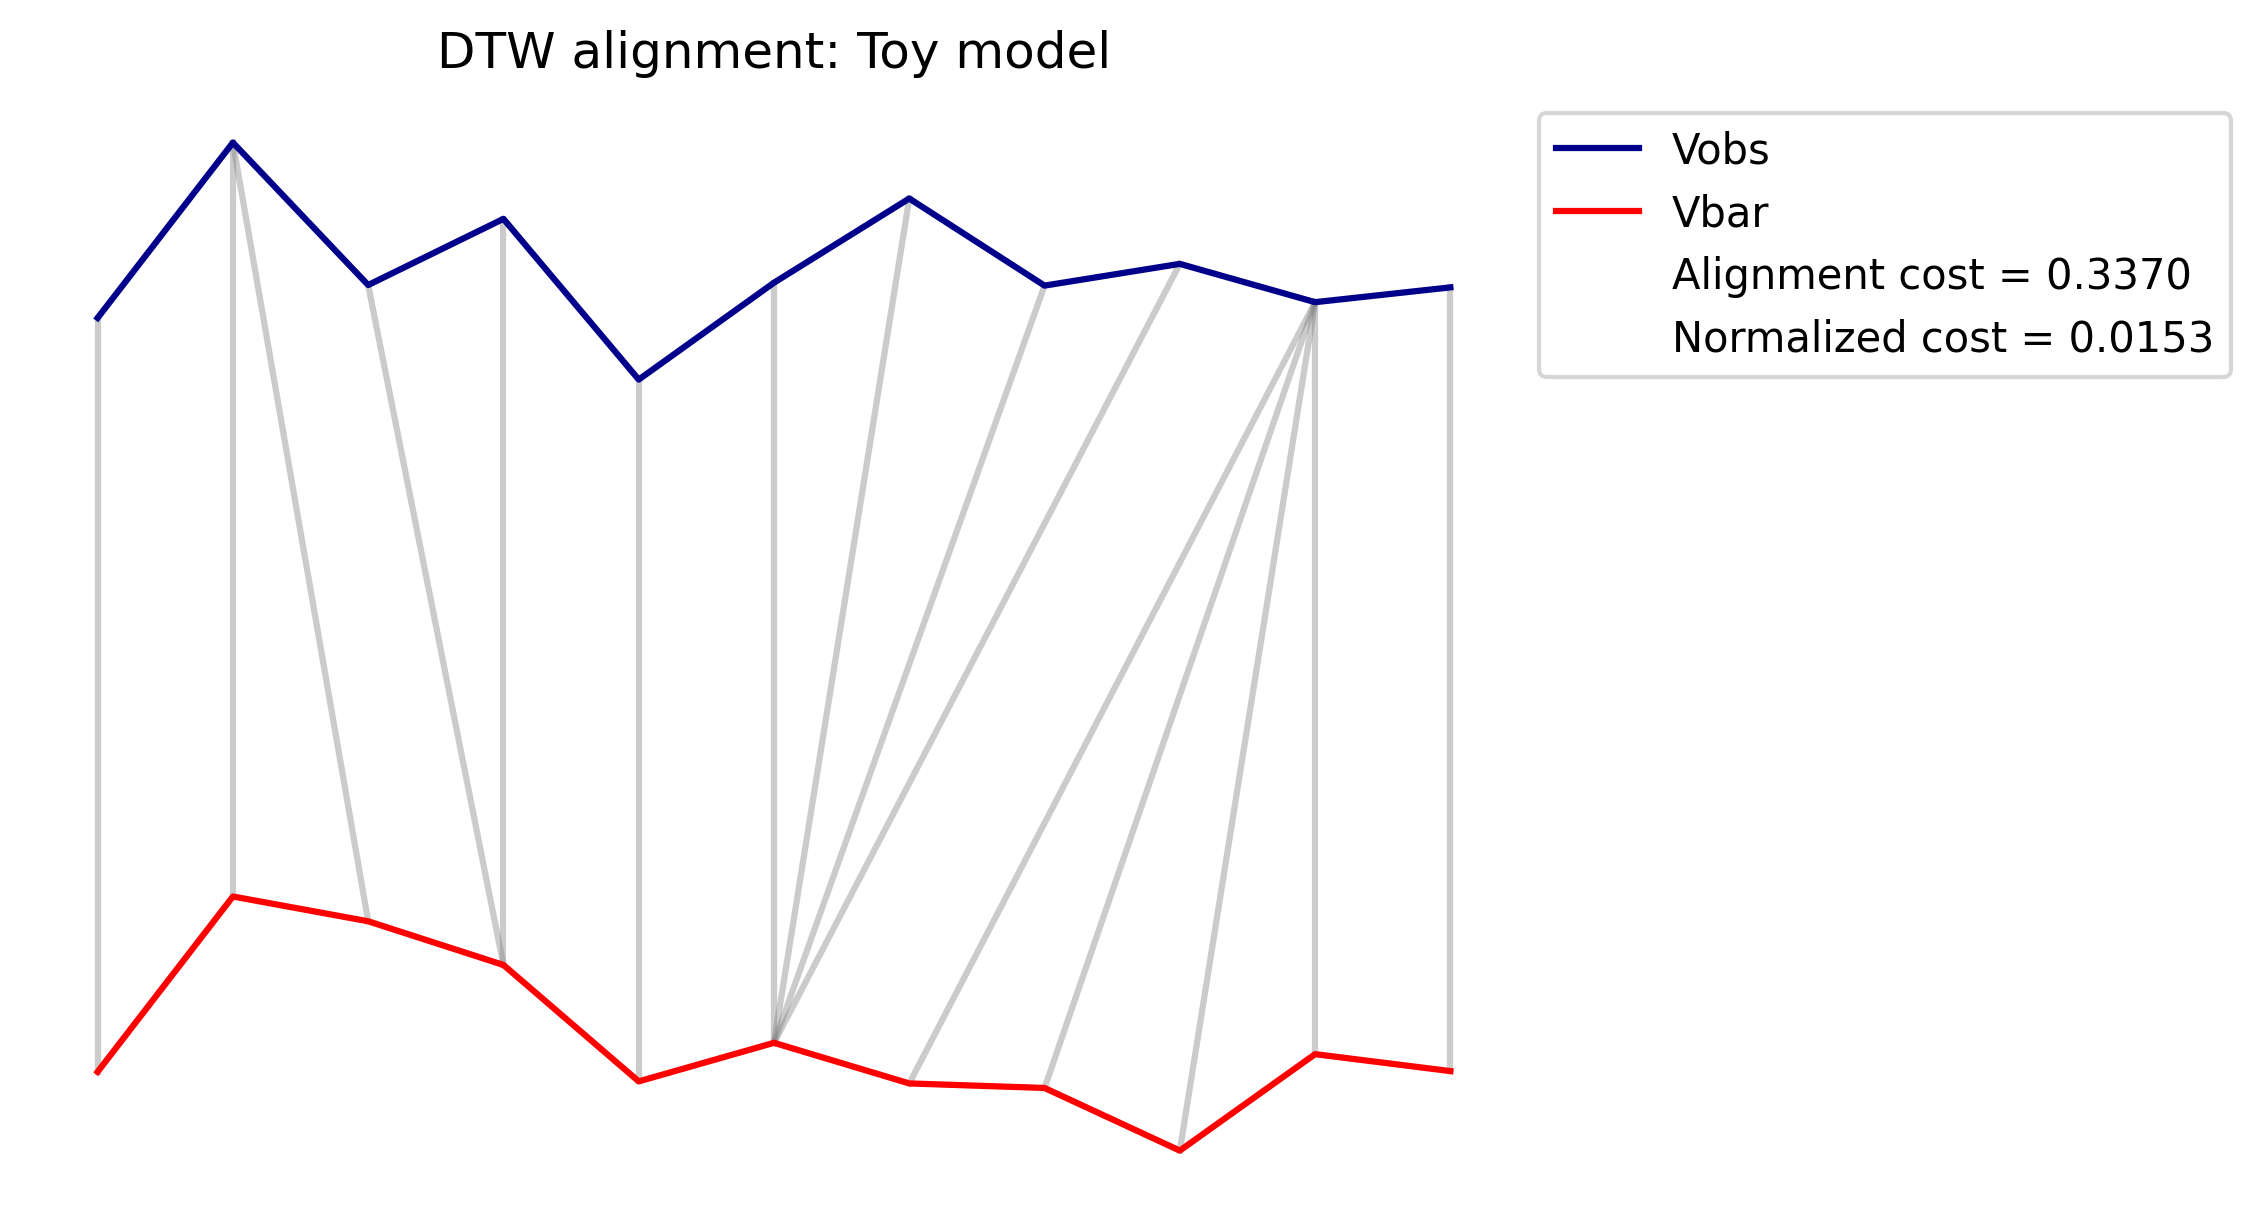 DTW alignment: Toy model
Vobs
Vbar
Alignment cost = 0.3370
Normalized cost = 0.0153